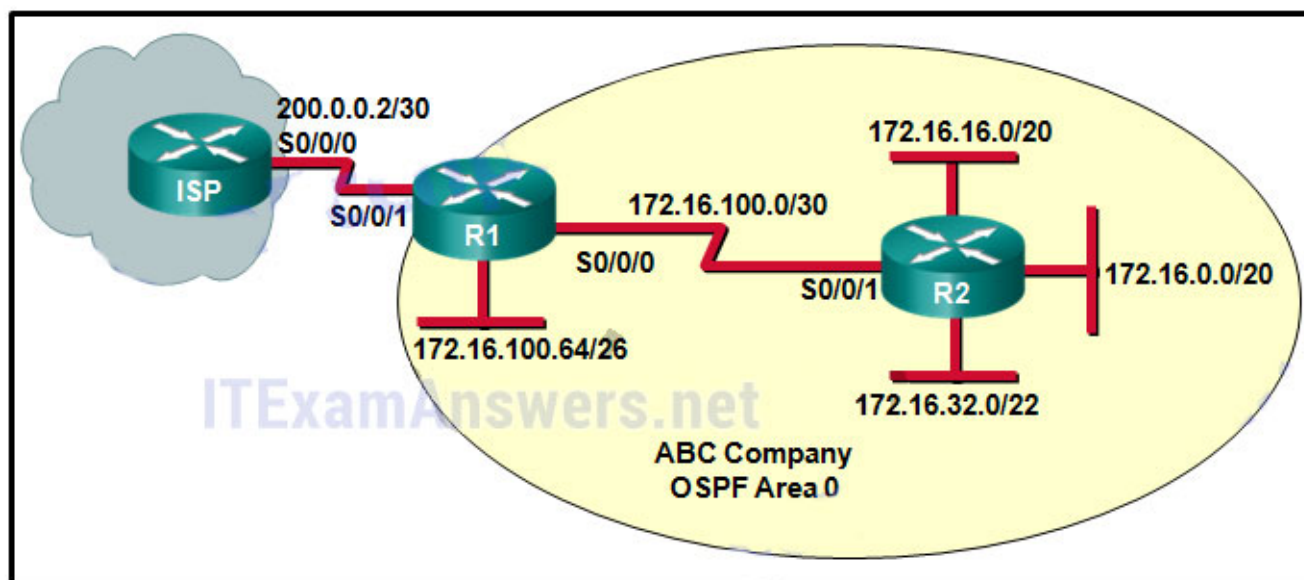 200.0.0.2/30
S0/0/0
ISP
S0/0/1
R1
172.16.100.0/30
S0/0/0
S0/0/1
172.16.16.0/20
R2
172.16.0.0/20
172.16.100.64/26
172.16.32.0/22
ITExamAnswers.net
ABC Company
OSPF Area 0